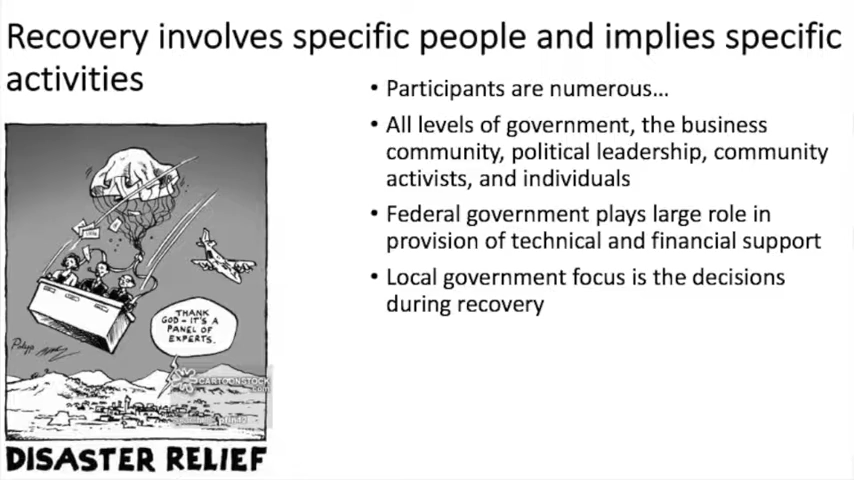 Recovery involves specific people and implies specific
activities
• Participants are numerous...
• All levels of government, the business
community, political leadership, community
activists, and individuals
• Federal government plays large role in
provision of technical and financial support
• Local government focus is the decisions
during recovery
THANK
GOD - IT'S A
PANEL OF
EXPERTS.
CARTOONSTOCK
.com
DISASTER RELIEF